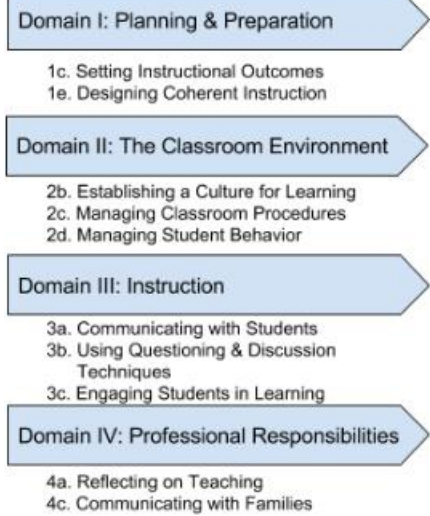 Domain I: Planning & Preparation
1c. Setting Instructional Outcomes
1e. Designing Coherent Instruction
Domain II: The Classroom Environment
2b. Establishing a Culture for Learning
2c. Managing Classroom Procedures
2d. Managing Student Behavior
Domain III: Instruction
3a. Communicating with Students
3b. Using Questioning & Discussion
Techniques
3c. Engaging Students in Learning
Domain IV: Professional Responsibilities
4a. Reflecting on Teaching
4c. Communicating with Families